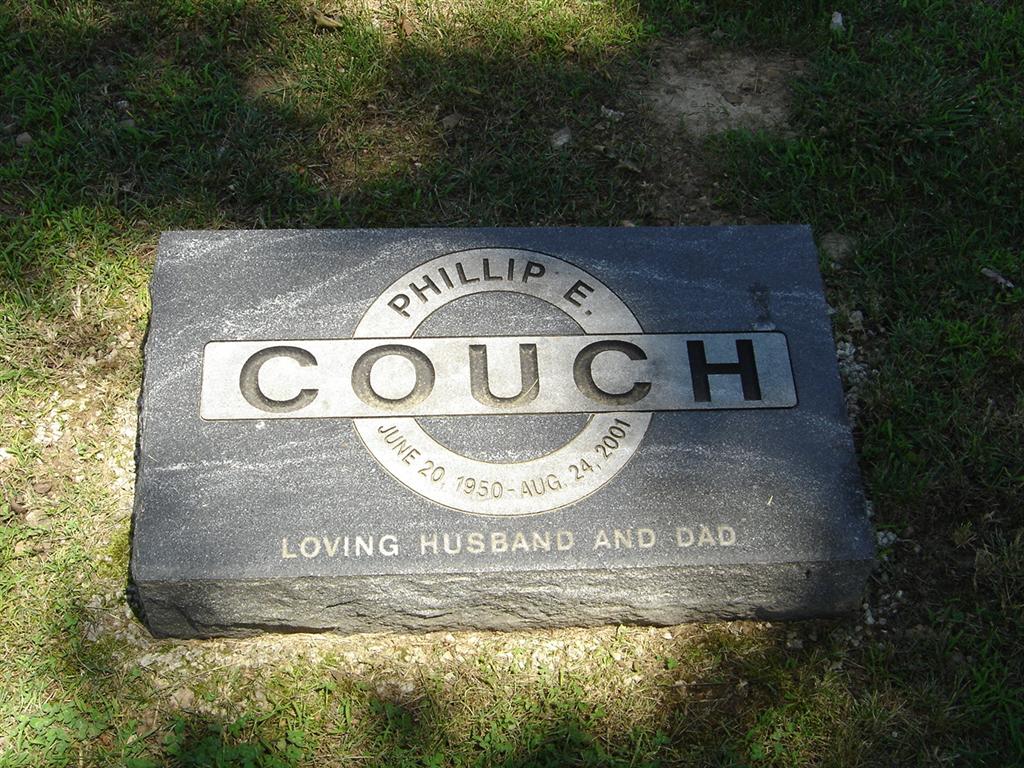 PHILLIP E.
COUCH
JUNE 20, 1950-AUG. 24, 2001
LOVING HUSBAND AND DAD